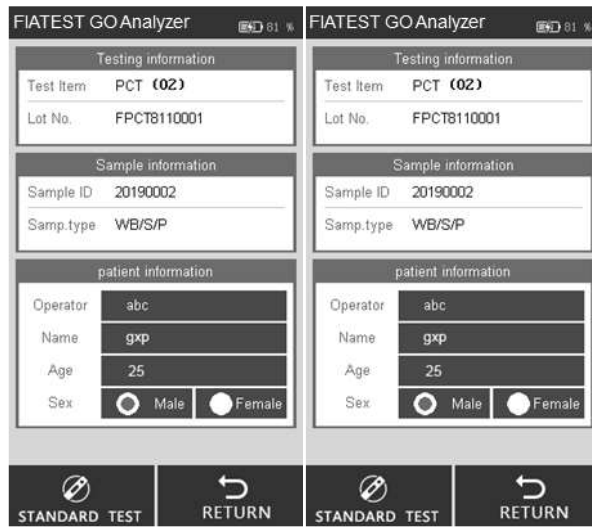 FIATEST GO Analyzer 81 %
Testing information
Test Item PCT (02)
Lot No. FPCT8110001
Sample information
Sample ID 20190002
Samp.type WB/S/P
patient information
Operator abc
Name gxp
Age 25
Sex Male Female
STANDARD TEST RETURN
FIATEST GO Analyzer 81 %
Testing information
Test Item PCT (02)
Lot No. FPCT8110001
Sample information
Sample ID 20190002
Samp.type WB/S/P
patient information
Operator abc
Name gxp
Age 25
Sex Male Female
STANDARD TEST RETURN